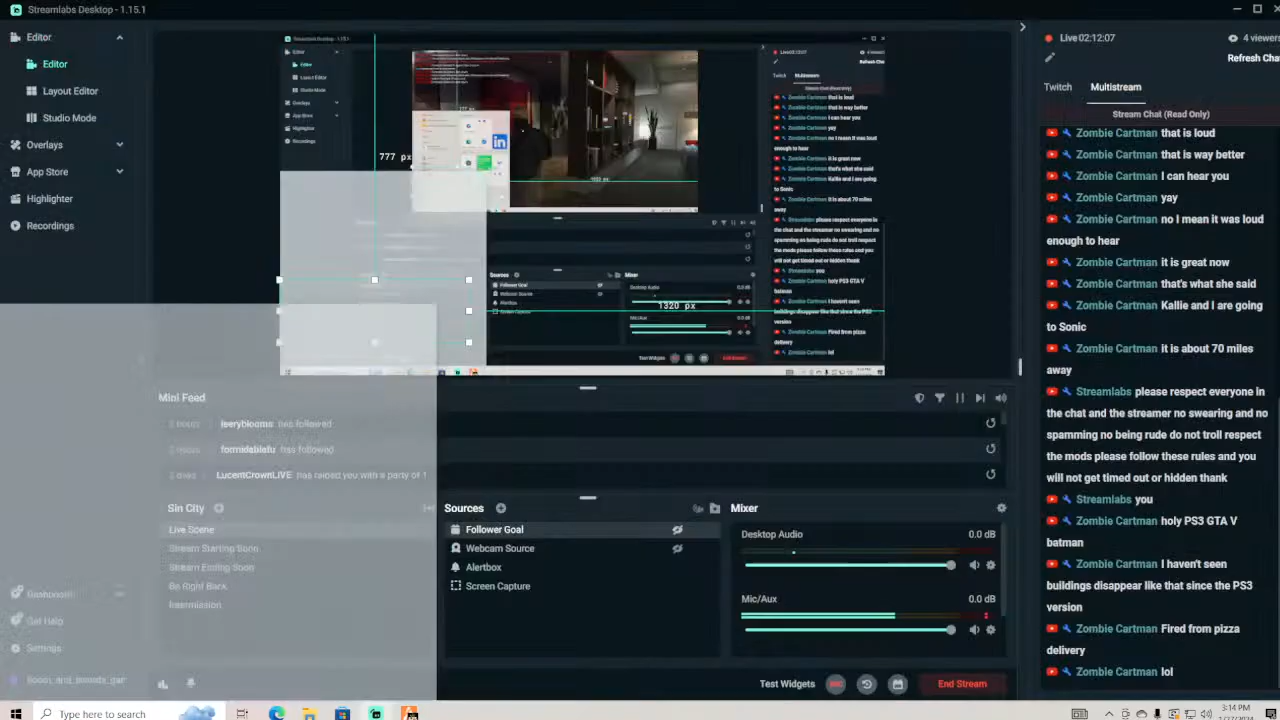 Streamlabs Desktop - 1.15.1
Editor
Editor
Layout Editor
Studio Mode
Overlays
App Store
Highlighter
Recordings
Get Help
Settings
777 px
1320 px
Mini Feed
leeryblooms has followed
has followed
LucentCrownLIVE has raided you with a party of 1
Sin City
Live Scene
Stream Starting Soon
Stream Ending Soon
Be Right Back
Intermission
Sources
Follower Goal
Webcam Source
Alertbox
Screen Capture
Mixer
Desktop Audio 0.0 dB
Mic/Aux 0.0 dB
Test Widgets
REC
End Stream
Live 02:12:07
4 viewers
Refresh Chat
Twitch Multistream
Stream Chat (Read Only)
Zombie Cartman that is loud
Zombie Cartman that is way better
Zombie Cartman I can hear you
Zombie Cartman yay
Zombie Cartman no I mean it was loud
enough to hear
Zombie Cartman it is great now
Zombie Cartman that's what she said
Zombie Cartman Kallie and I are going
to Sonic
Zombie Cartman it is about 70 miles
away
Streamlabs please respect everyone in
the chat and the streamer no swearing and no
spamming no being rude do not troll respect
the mods please follow these rules and you
will not get timed out or hidden thank
Streamlabs you
Zombie Cartman holy PS3 GTA V
batman
Zombie Cartman I haven't seen
buildings disappear like that since the PS3
version
Zombie Cartman Fired from pizza
delivery
Zombie Cartman lol
Type here to search
3:14 PM